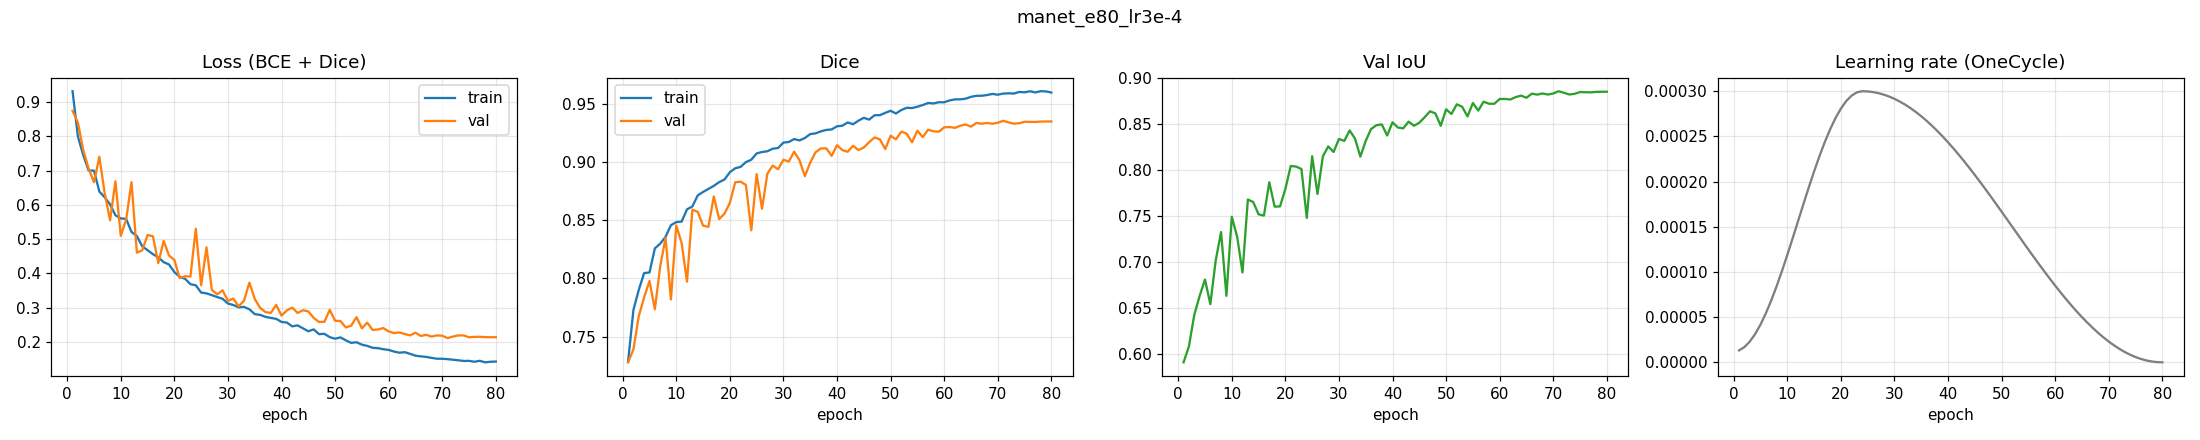 manet_e80_lr3e-4
Loss (BCE + Dice)
0.9
0.8
0.7
0.6
0.5
0.4
0.3
0.2
train
val
0 10 20 30 40 50 60 70 80
epoch
Dice
0.95
0.90
0.85
0.80
0.75
train
val
0 10 20 30 40 50 60 70 80
epoch
Val IoU
0.90
0.85
0.80
0.75
0.70
0.65
0.60
0 10 20 30 40 50 60 70 80
epoch
Learning rate (OneCycle)
0.00030
0.00025
0.00020
0.00015
0.00010
0.00005
0.00000
0 10 20 30 40 50 60 70 80
epoch